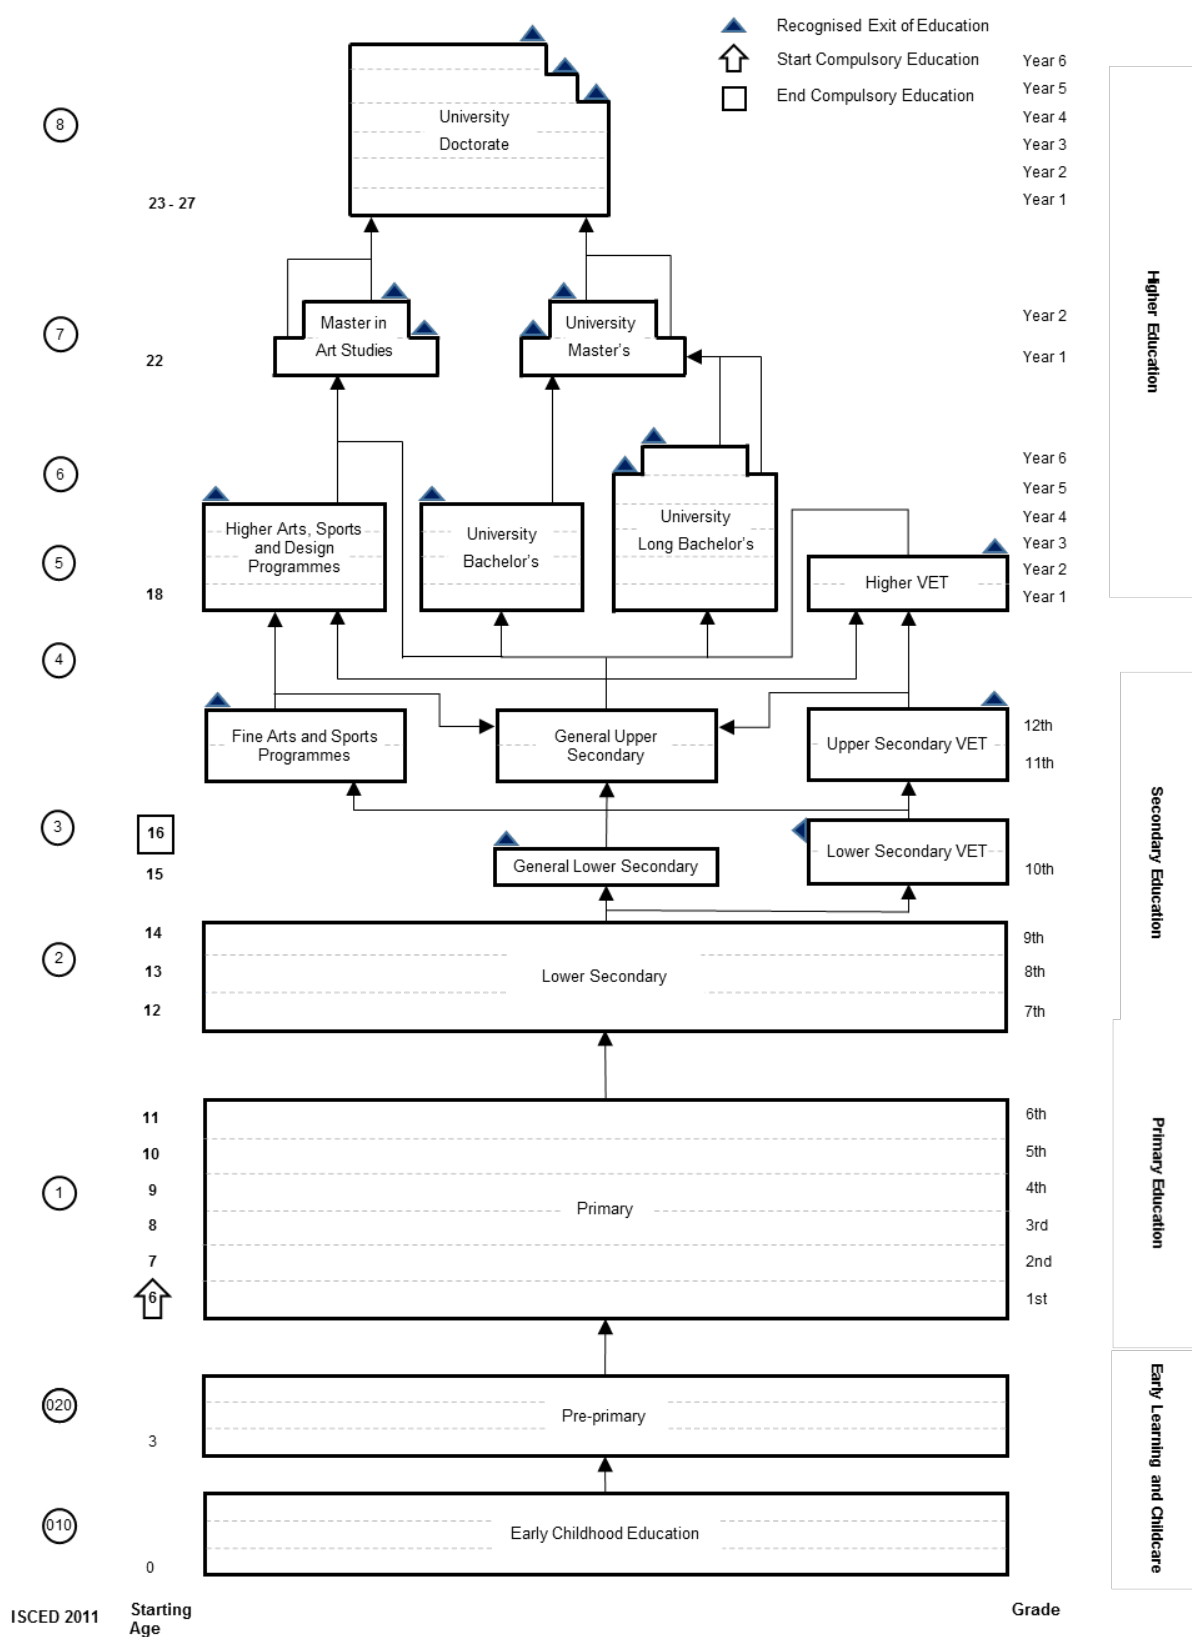 Recognised Exit of Education
Start Compulsory Education
End Compulsory Education
Year 6
Year 5
Year 4
Year 3
Year 2
Year 1
8
University
Doctorate
23 - 27
Higher Education
7
Master in
Art Studies
University
Master's
Year 2
Year 1
22
6
5
18
Higher Arts, Sports
and Design
Programmes
University
Bachelor's
University
Long Bachelor's
Higher VET
Year 6
Year 5
Year 4
Year 3
Year 2
Year 1
4
Fine Arts and Sports
Programmes
General Upper
Secondary
Upper Secondary VET
12th
11th
Secondary Education
3
16
15
General Lower Secondary
Lower Secondary VET
10th
2
14
13
12
Lower Secondary
9th
8th
7th
1
11
10
9
8
7
6
Primary
6th
5th
4th
3rd
2nd
1st
Primary Education
020
3
Pre-primary
Early Learning and Childcare
010
0
Early Childhood Education
ISCED 2011
Starting
Age
Grade